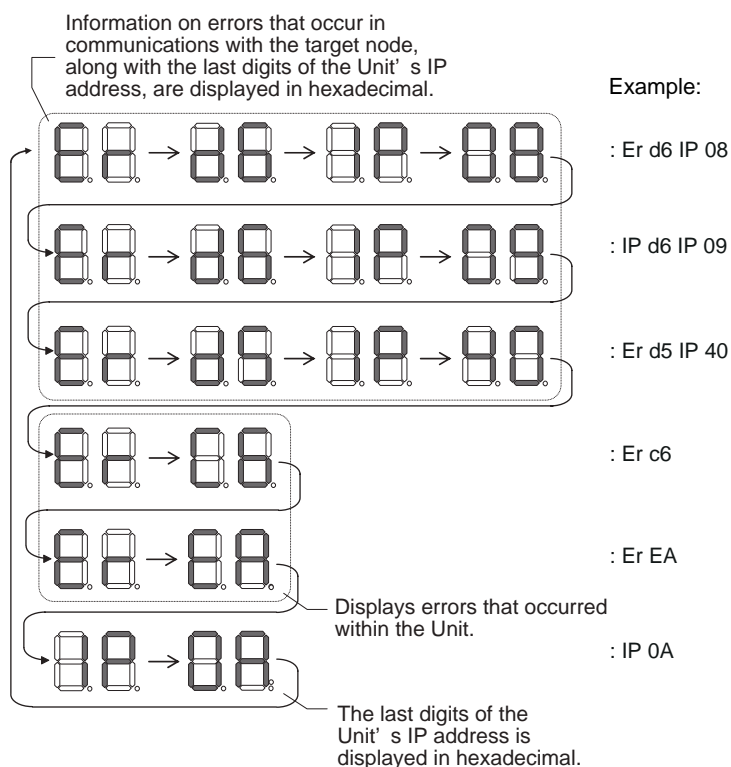 Information on errors that occur in
communications with the target node,
along with the last digits of the Unit' s IP
address, are displayed in hexadecimal.
Example:
: Er d6 IP 08
: IP d6 IP 09
: Er d5 IP 40
: Er c6
: Er EA
Displays errors that occurred
within the Unit.
: IP 0A
The last digits of the
Unit' s IP address is
displayed in hexadecimal.